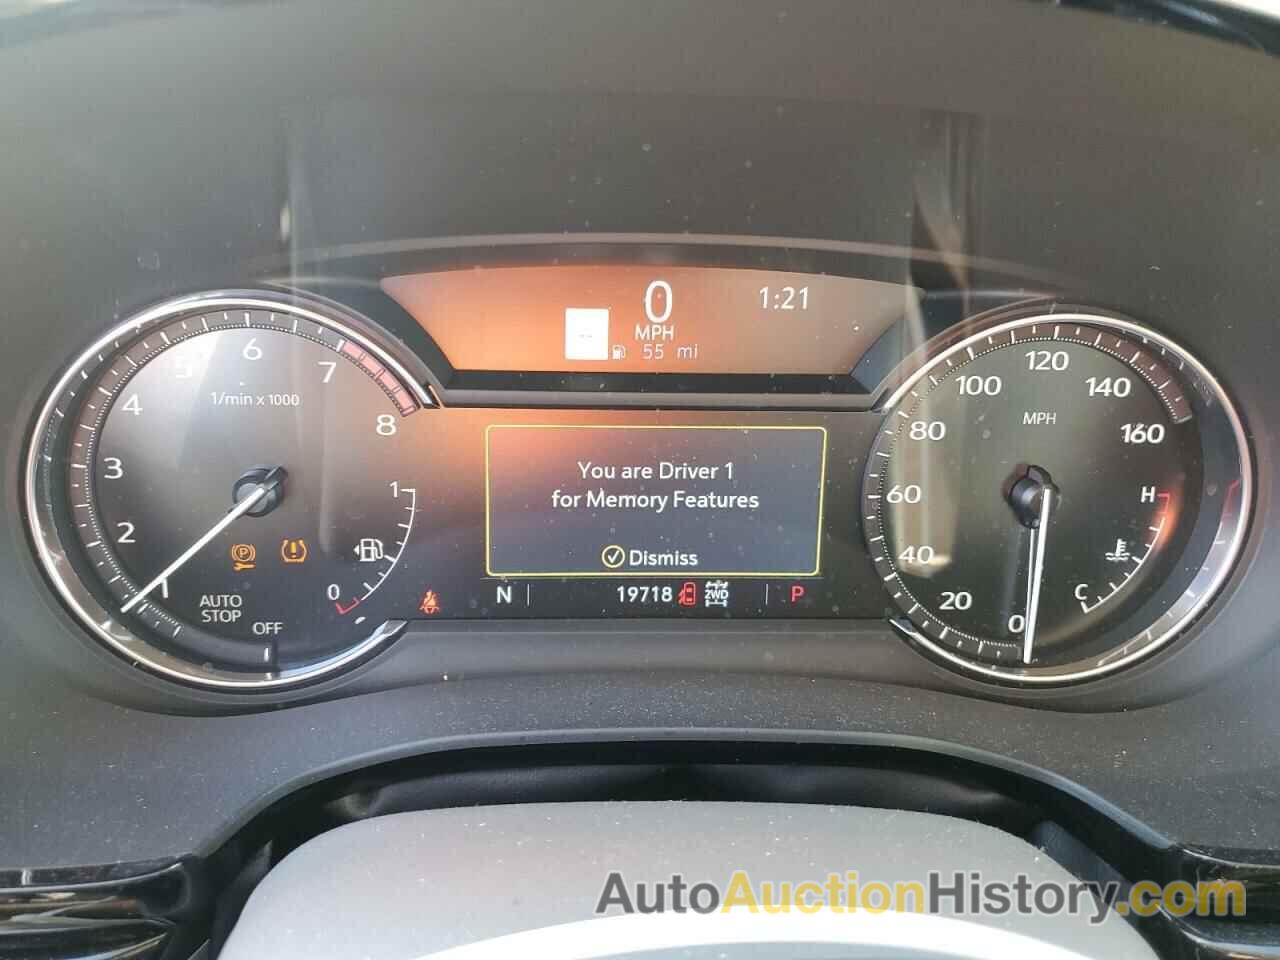 0
1:21
MPH
55 mi
1 2 3 4 5 6 7 8
1/min x 1000
AUTO
STOP
OFF
1
0
You are Driver 1
for Memory Features
Dismiss
N
19718
2WD
P
0 20 40 60 80 100 120 140 160
MPH
H
C
AutoAuctionHistory.com